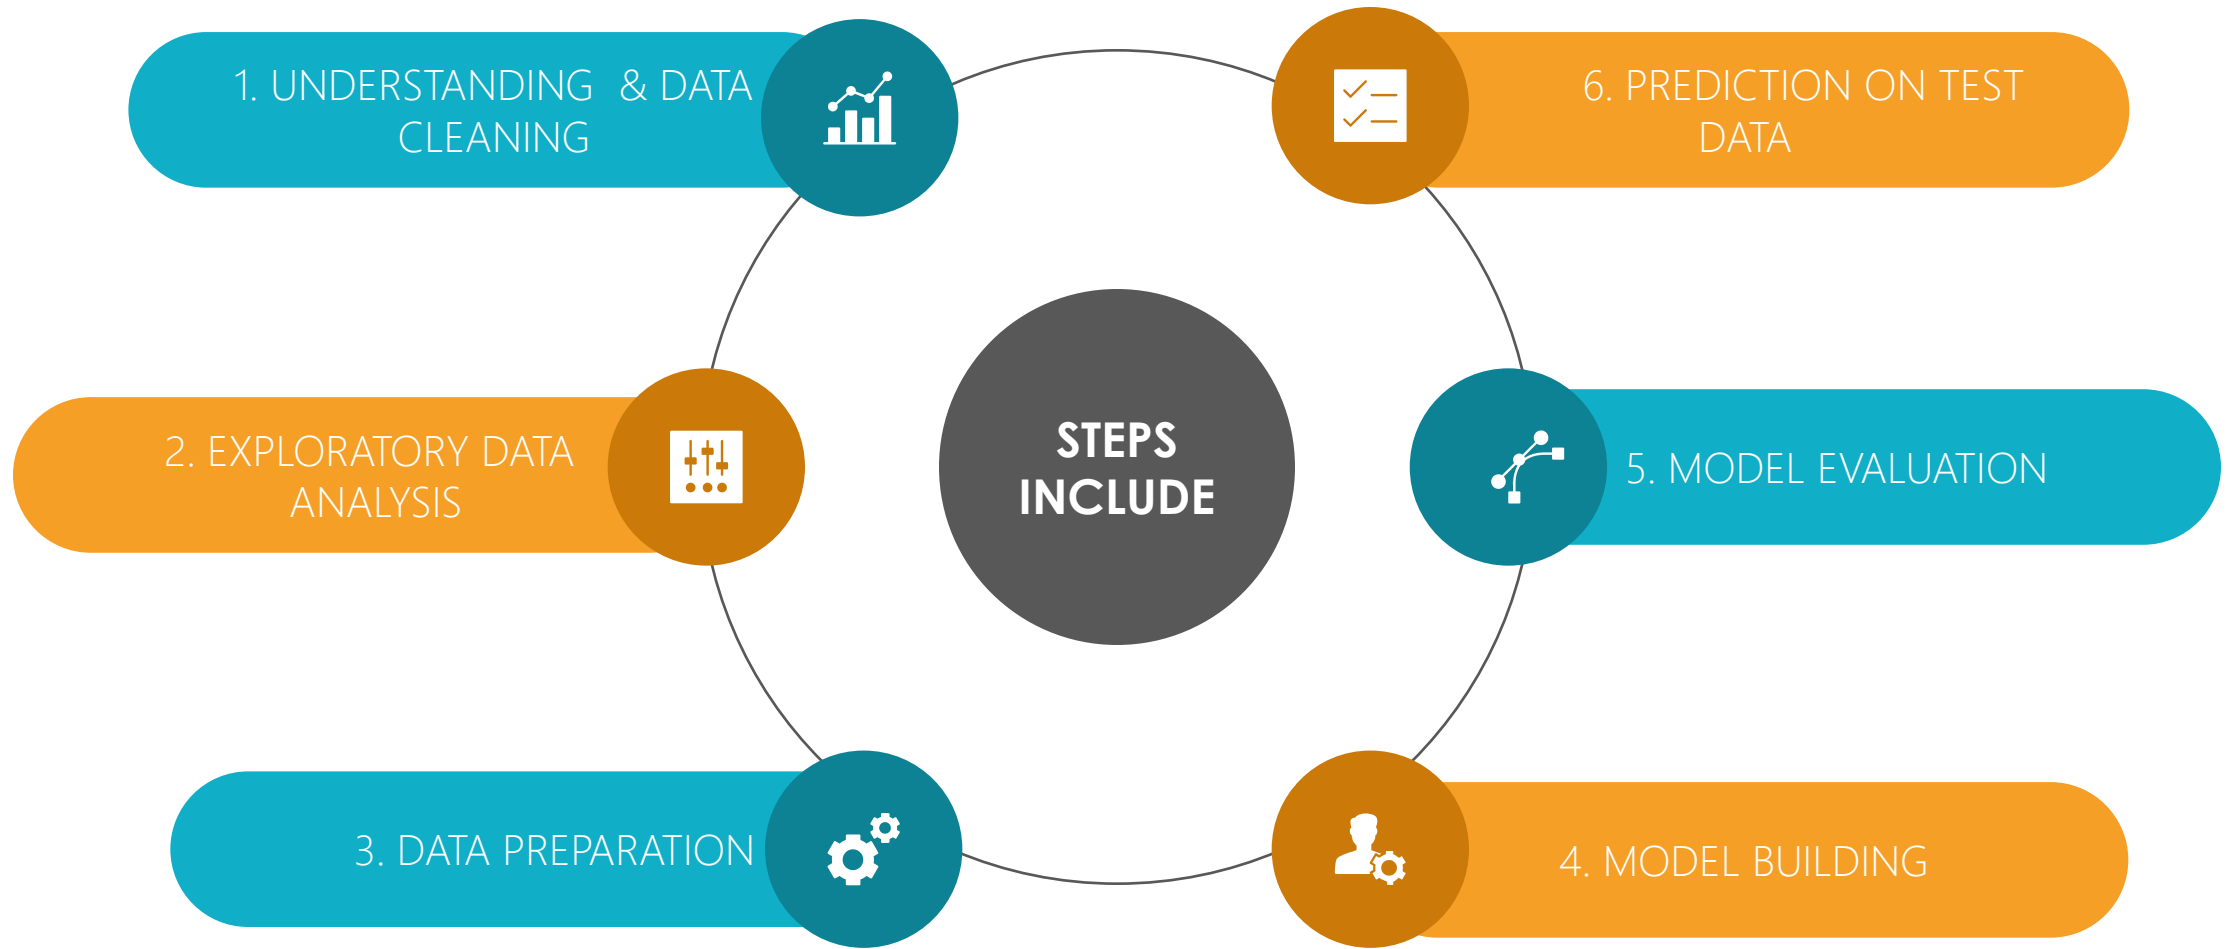 1. UNDERSTANDING & DATA
CLEANING
2. EXPLORATORY DATA
ANALYSIS
3. DATA PREPARATION
STEPS
INCLUDE
4. MODEL BUILDING
5. MODEL EVALUATION
6. PREDICTION ON TEST
DATA